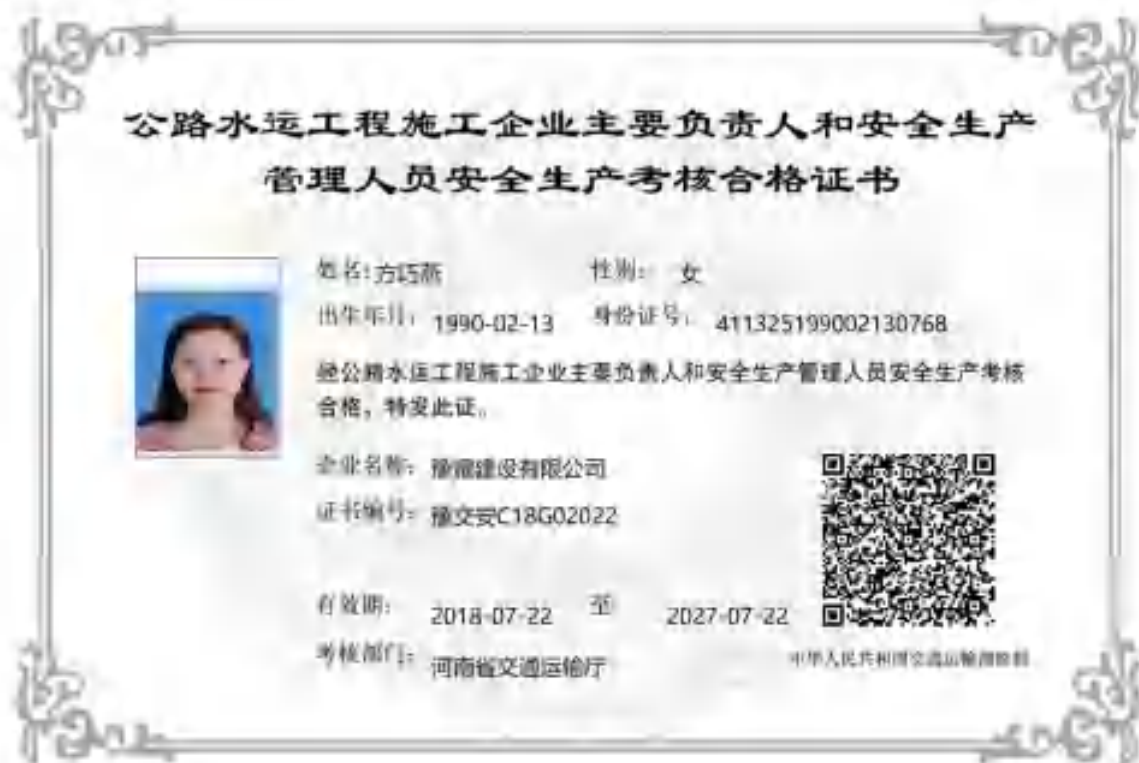 公路水运工程施工企业主要负责人和安全生产
管理人员安全生产考核合格证书
姓名:方巧燕 性别: 女
出生年月: 1990-02-13 身份证号: 411325199002130768
经公路水运工程施工企业主要负责人和安全生产管理人员安全生产考核
合格,特发此证。
企业名称: 建设有限公司
证书编号: 豫交安C18G02022
有效期: 2018-07-22 至 2027-07-22
考核部门: 河南省交通运输厅
中华人民共和国交通运输部监制